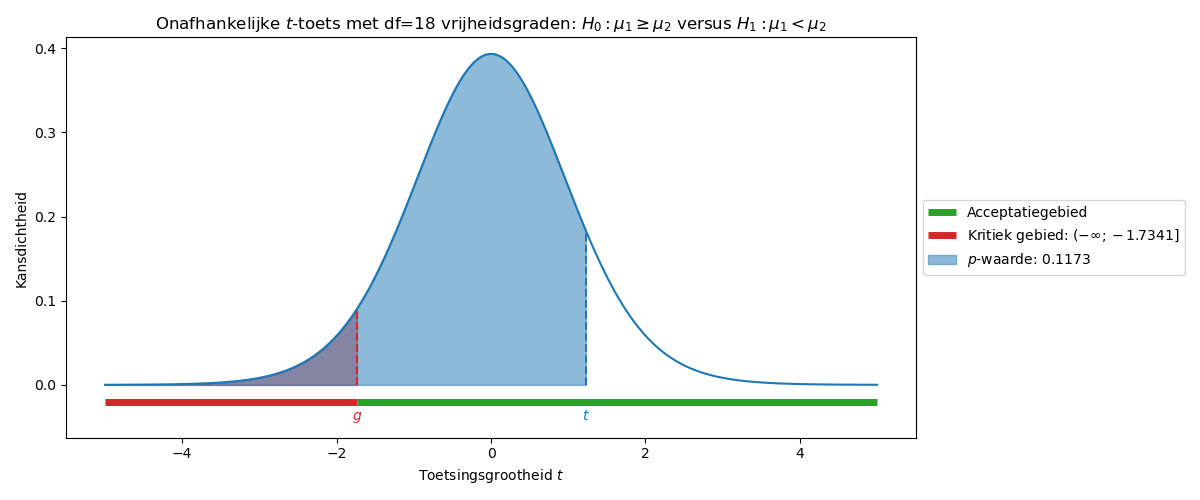 Onafhankelijke t-toets met df=18 vrijheidsgraden: H₀ : μ₁ ≥ μ₂ versus H₁ : μ₁ < μ₂
0.4
0.3
0.2
0.1
0.0
Kansdichtheid
g
t
−4
−2
0
2
4
Toetsingsgrootheid t
Acceptatiegebied
Kritiek gebied: (−∞; −1.7341]
p-waarde: 0.1173